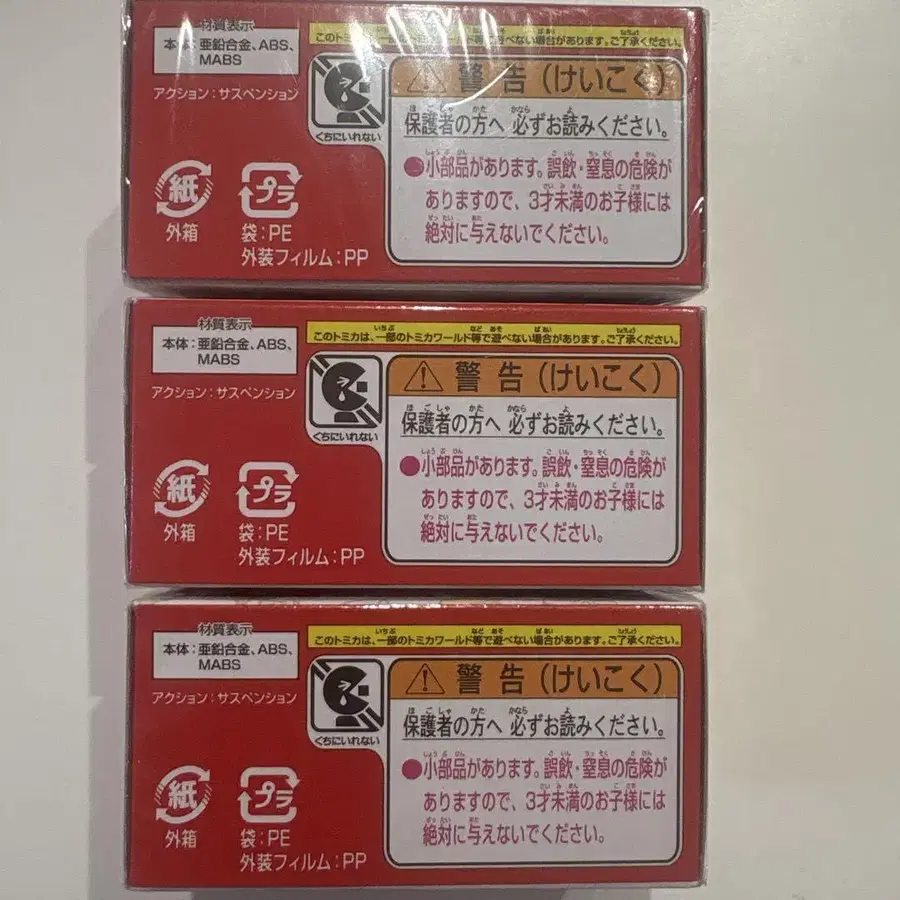 材質表示
本体：亜鉛合金、ABS、
MABS
アクション：サスペンション
紙
外箱
プラ
袋：PE
外装フィルム：PP
くちにいれない
このトミカは、一部のトミカワールド等で遊べない場合があります。ご了承ください。
警告（けいこく）
保護者の方へ 必ずお読みください。
●小部品があります。誤飲・窒息の危険が
ありますので、3才未満のお子様には
絶対に与えないでください。
材質表示
本体：亜鉛合金、ABS、
MABS
アクション：サスペンション
紙
外箱
プラ
袋：PE
外装フィルム：PP
くちにいれない
このトミカは、一部のトミカワールド等で遊べない場合があります。ご了承ください。
警告（けいこく）
保護者の方へ 必ずお読みください。
●小部品があります。誤飲・窒息の危険が
ありますので、3才未満のお子様には
絶対に与えないでください。
材質表示
本体：亜鉛合金、ABS、
MABS
アクション：サスペンション
紙
外箱
プラ
袋：PE
外装フィルム：PP
くちにいれない
このトミカは、一部のトミカワールド等で遊べない場合があります。ご了承ください。
警告（けいこく）
保護者の方へ 必ずお読みください。
●小部品があります。誤飲・窒息の危険が
ありますので、3才未満のお子様には
絶対に与えないでください。